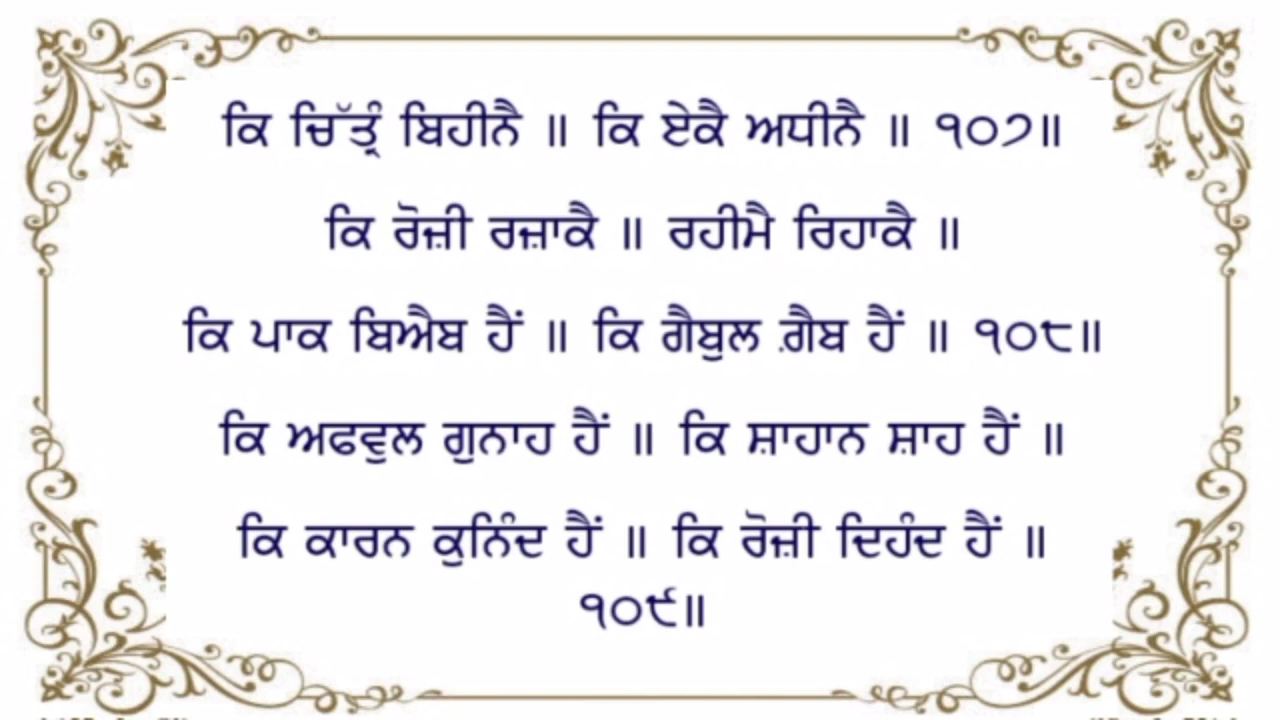 ਕਿ ਚਿੱਤ੍ਰੰ ਬਿਹੀਨੈ ॥ ਕਿ ਏਕੈ ਅਧੀਨੈ ॥ ੧੦੭॥
ਕਿ ਰੋਜ਼ੀ ਰਜ਼ਾਕੈ ॥ ਰਹੀਮੈ ਰਿਹਾਕੈ ॥
ਕਿ ਪਾਕ ਬਿਐਬ ਹੈਂ ॥ ਕਿ ਗੈਬੁਲ ਗ਼ੈਬ ਹੈਂ ॥ ੧੦੮॥
ਕਿ ਅਫਵੁਲ ਗੁਨਾਹ ਹੈਂ ॥ ਕਿ ਸ਼ਾਹਾਨ ਸ਼ਾਹ ਹੈਂ ॥
ਕਿ ਕਾਰਨ ਕੁਨਿੰਦ ਹੈਂ ॥ ਕਿ ਰੋਜ਼ੀ ਦਿਹੰਦ ਹੈਂ ॥
੧੦੯॥